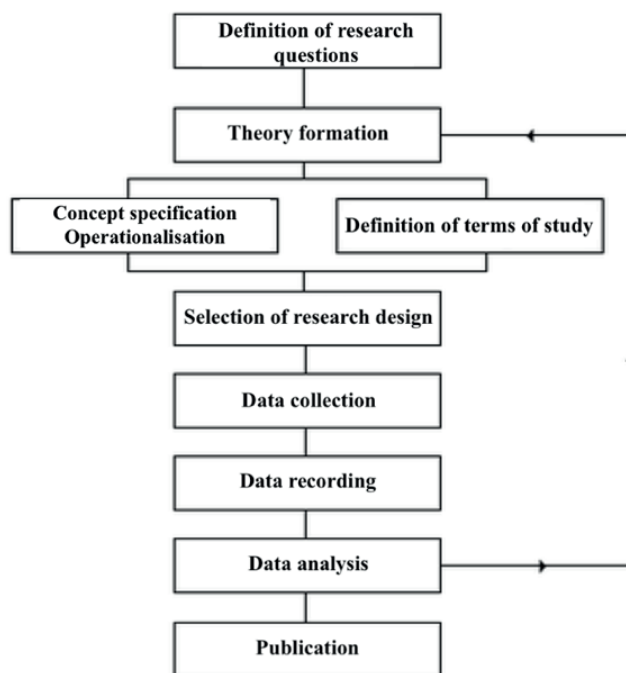 Definition of research
questions
Theory formation
Concept specification
Operationalisation
Definition of terms of study
Selection of research design
Data collection
Data recording
Data analysis
Publication